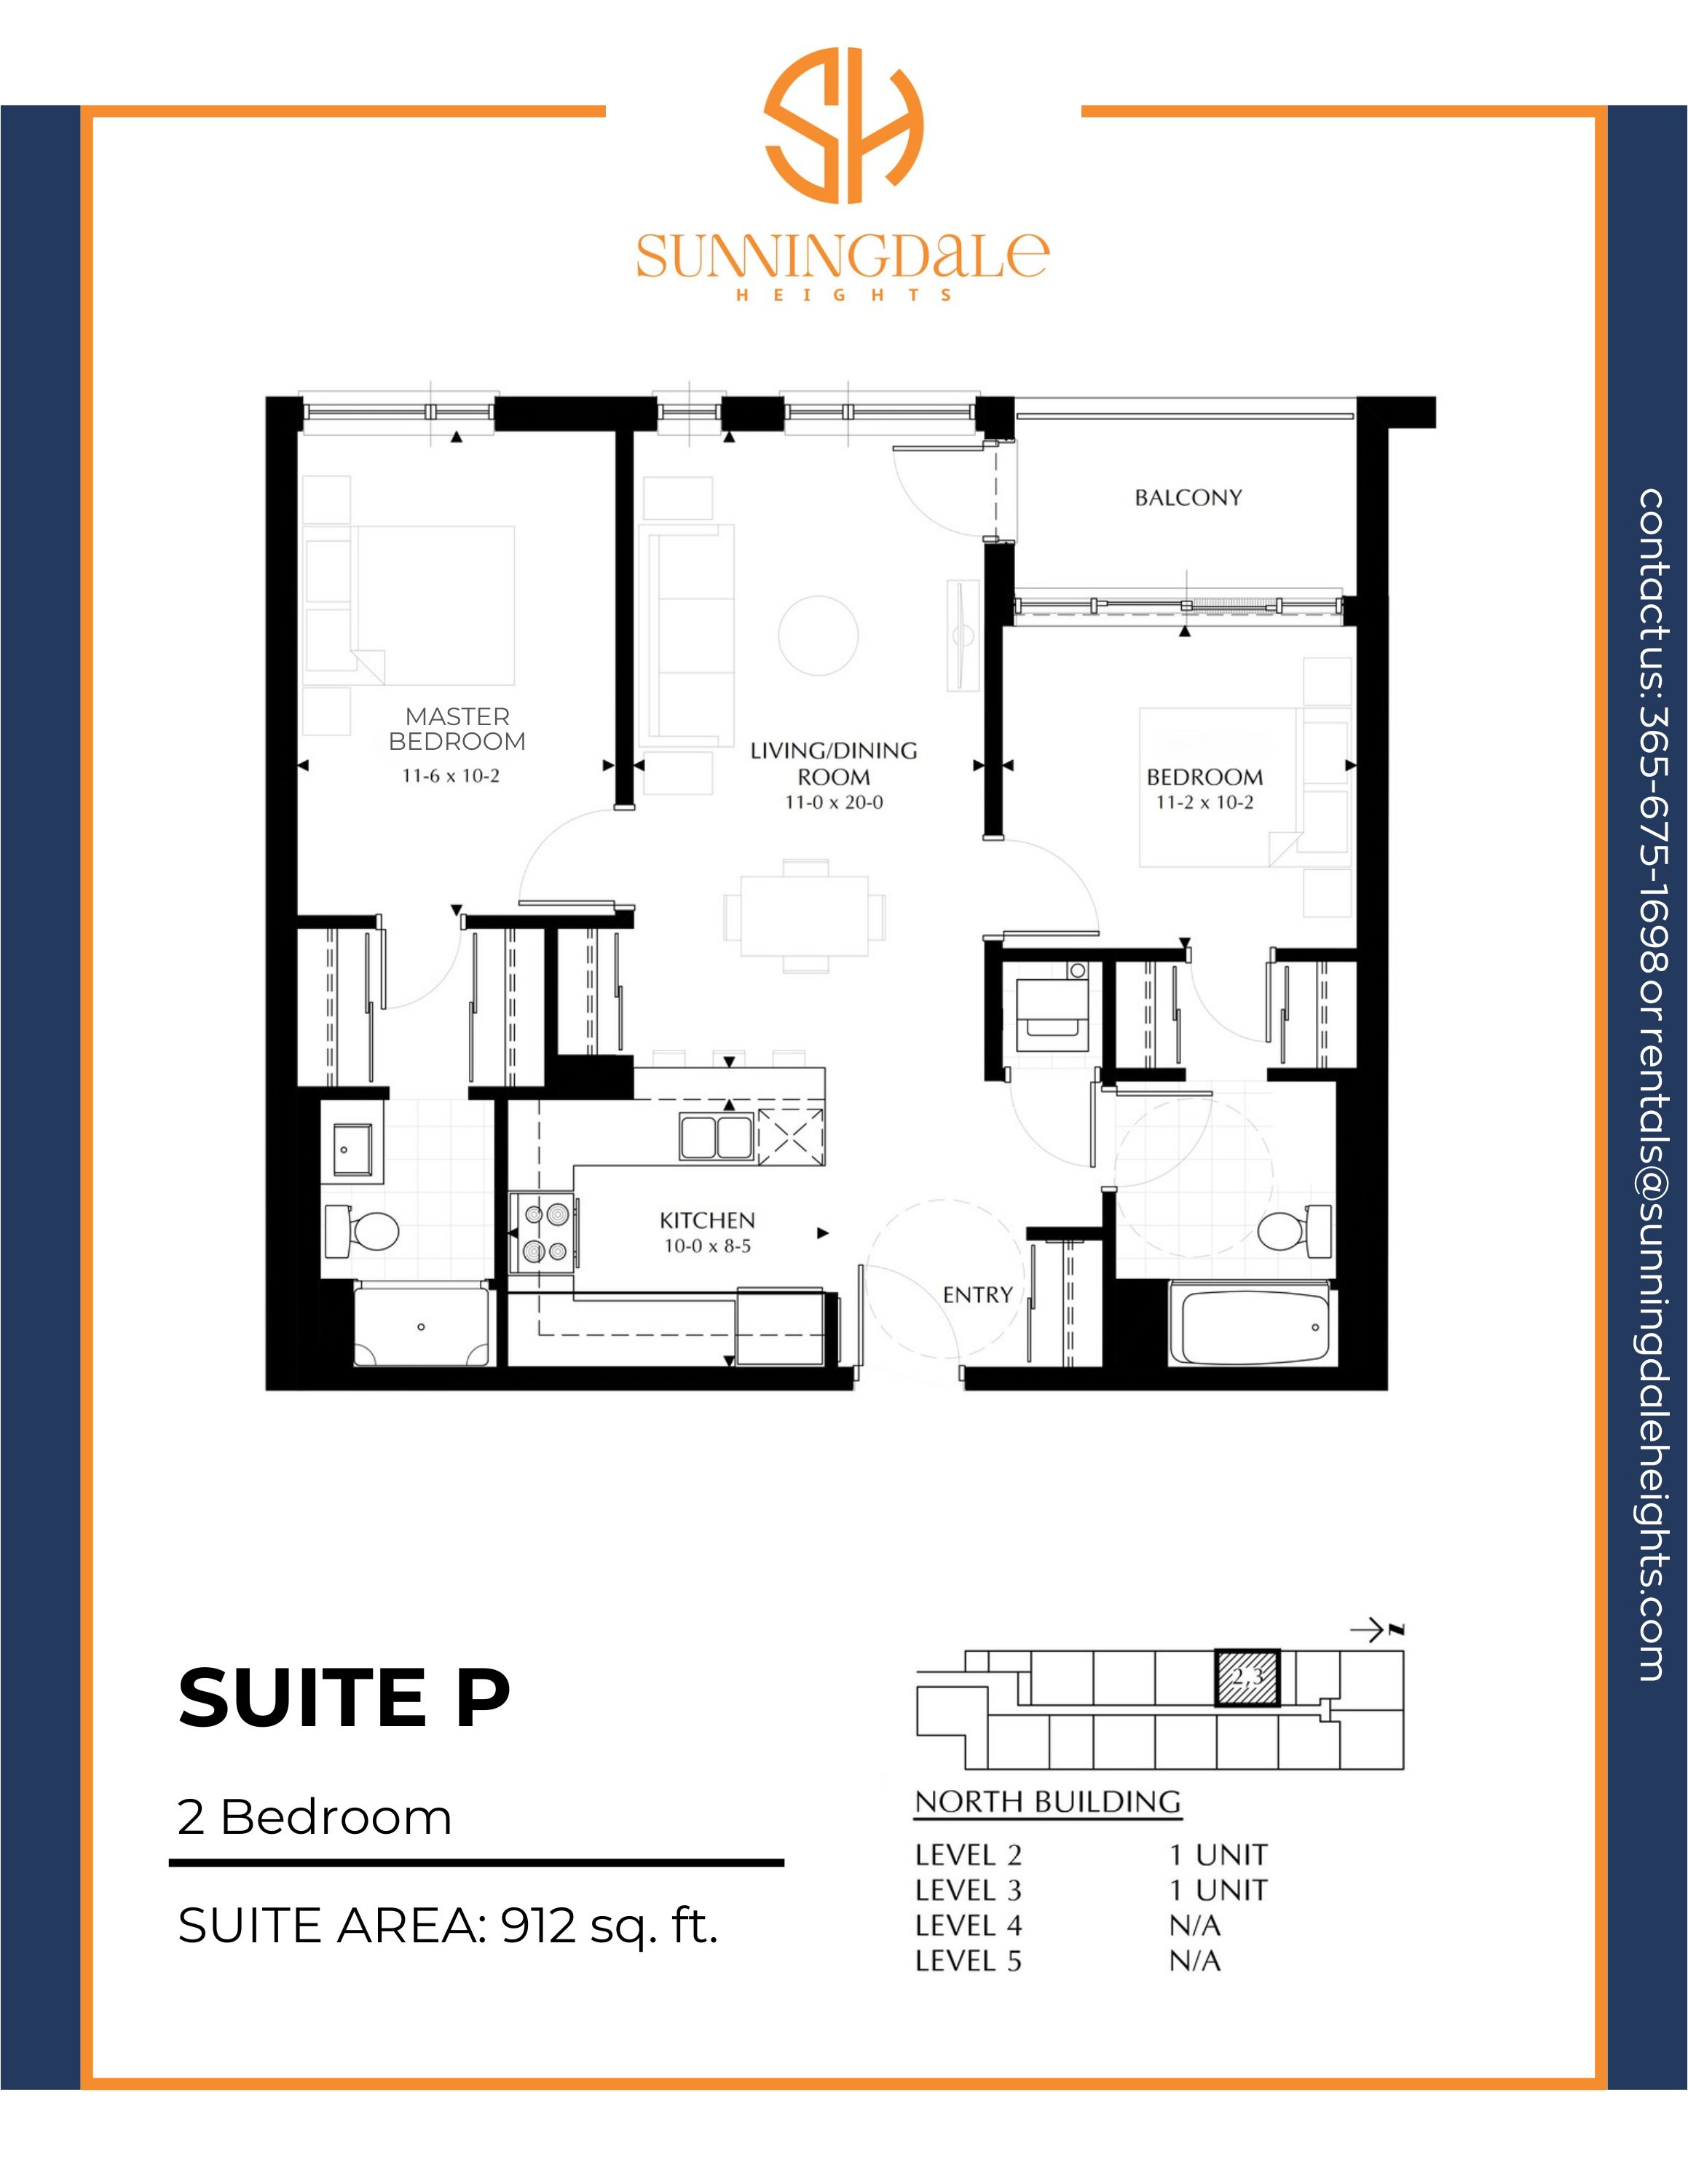 SUNNINGDALE
HEIGHTS
BALCONY
MASTER
BEDROOM
11-6 x 10-2
LIVING/DINING
ROOM
11-0 x 20-0
BEDROOM
11-2 x 10-2
KITCHEN
10-0 x 8-5
ENTRY
contact us: 365-675-1698 or rentals@sunningdaleheights.com
SUITE P
2 Bedroom
SUITE AREA: 912 sq. ft.
N
2,3
NORTH BUILDING
LEVEL 2 1 UNIT
LEVEL 3 1 UNIT
LEVEL 4 N/A
LEVEL 5 N/A